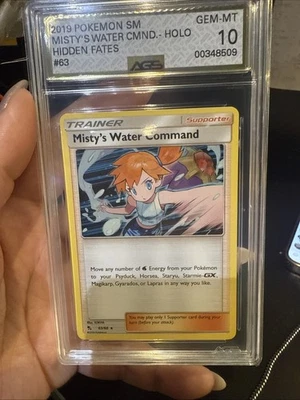 2019 POKEMON SM
MISTY'S WATER CMND.- HOLO
HIDDEN FATES
#63
GEM-MT
10
00348509
AGS
TRAINER
Supporter
Misty's Water Command
Move any number of Energy from your Pokémon
to your Psyduck, Horsea, Staryu, Starmie GX,
Magikarp, Gyarados, or Lapras in any way you like.
You may play only 1 Supporter card during your
turn (before your attack).
63/68